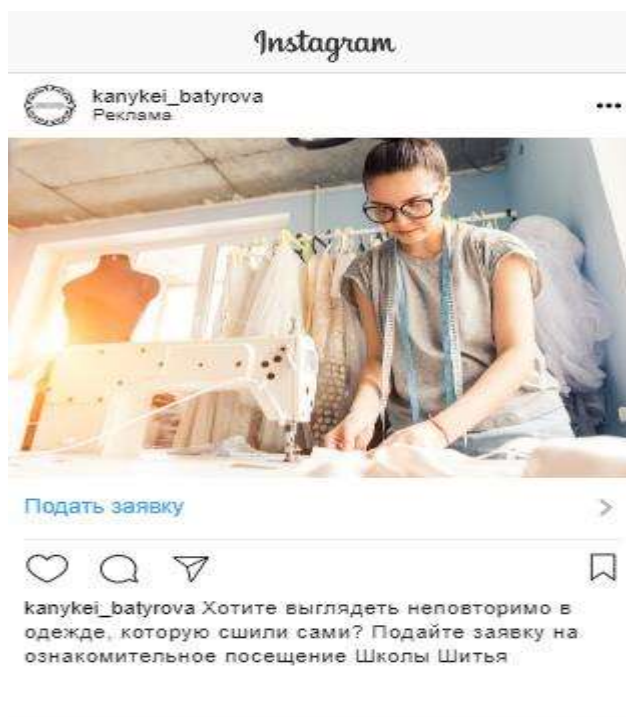 Instagram
kanykei_batyrova
Реклама
Подать заявку
kanykei_batyrova Хотите выглядеть неповторимо в
одежде, которую сшили сами? Подайте заявку на
ознакомительное посещение Школы Шитья